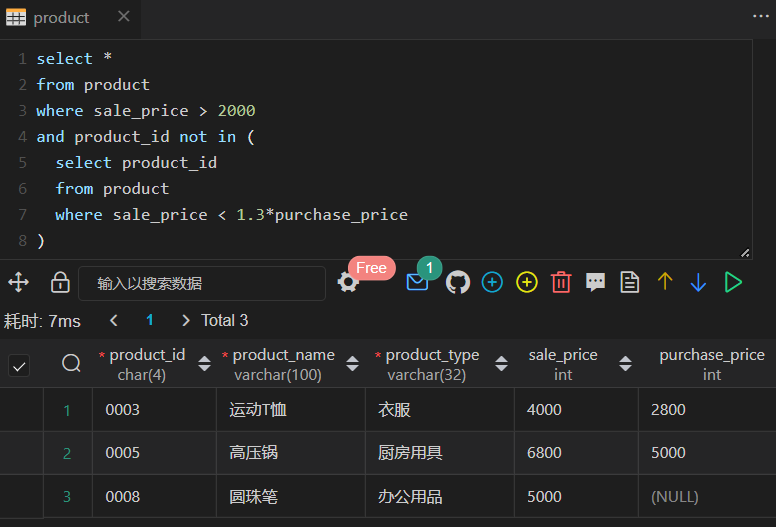 product
1 select *
2 from product
3 where sale_price > 2000
4 and product_id not in (
5 select product_id
6 from product
7 where sale_price < 1.3*purchase_price
8 )
输入以搜索数据 Free 1
耗时: 7ms 1 Total 3
* product_id * product_name * product_type sale_price purchase_price
char(4) varchar(100) varchar(32) int int
1 0003 运动T恤 衣服 4000 2800
2 0005 高压锅 厨房用具 6800 5000
3 0008 圆珠笔 办公用品 5000 (NULL)